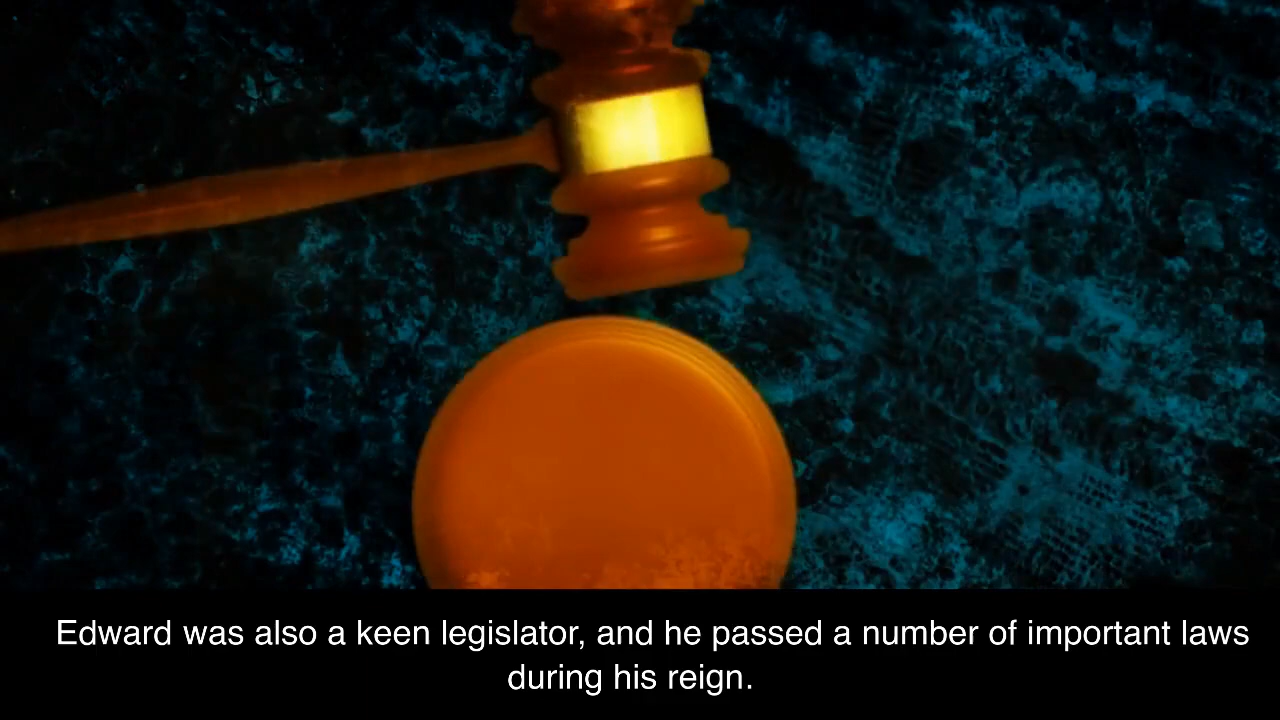 Edward was also a keen legislator, and he passed a number of important laws
during his reign.